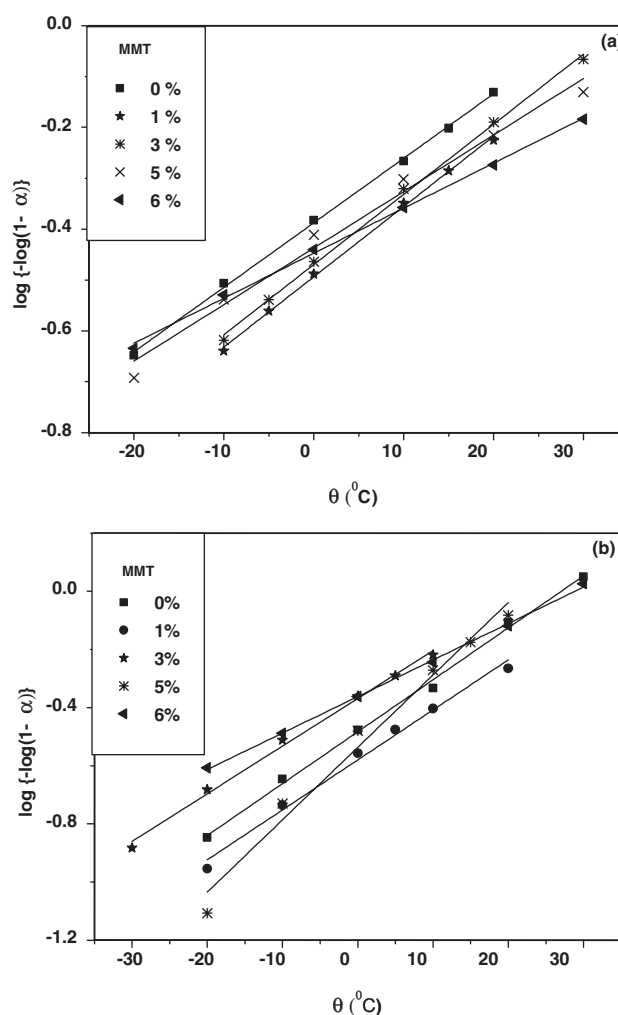 (a)
MMT
0 %
1 %
3 %
5 %
6 %
0.0
-0.2
-0.4
-0.6
-0.8
log {-log(1- α)}
-20 -10 0 10 20 30
θ (⁰C)
(b)
MMT
0%
1%
3%
5%
6%
0.0
-0.4
-0.8
-1.2
log {-log(1- α)}
-30 -20 -10 0 10 20 30
θ (⁰C)